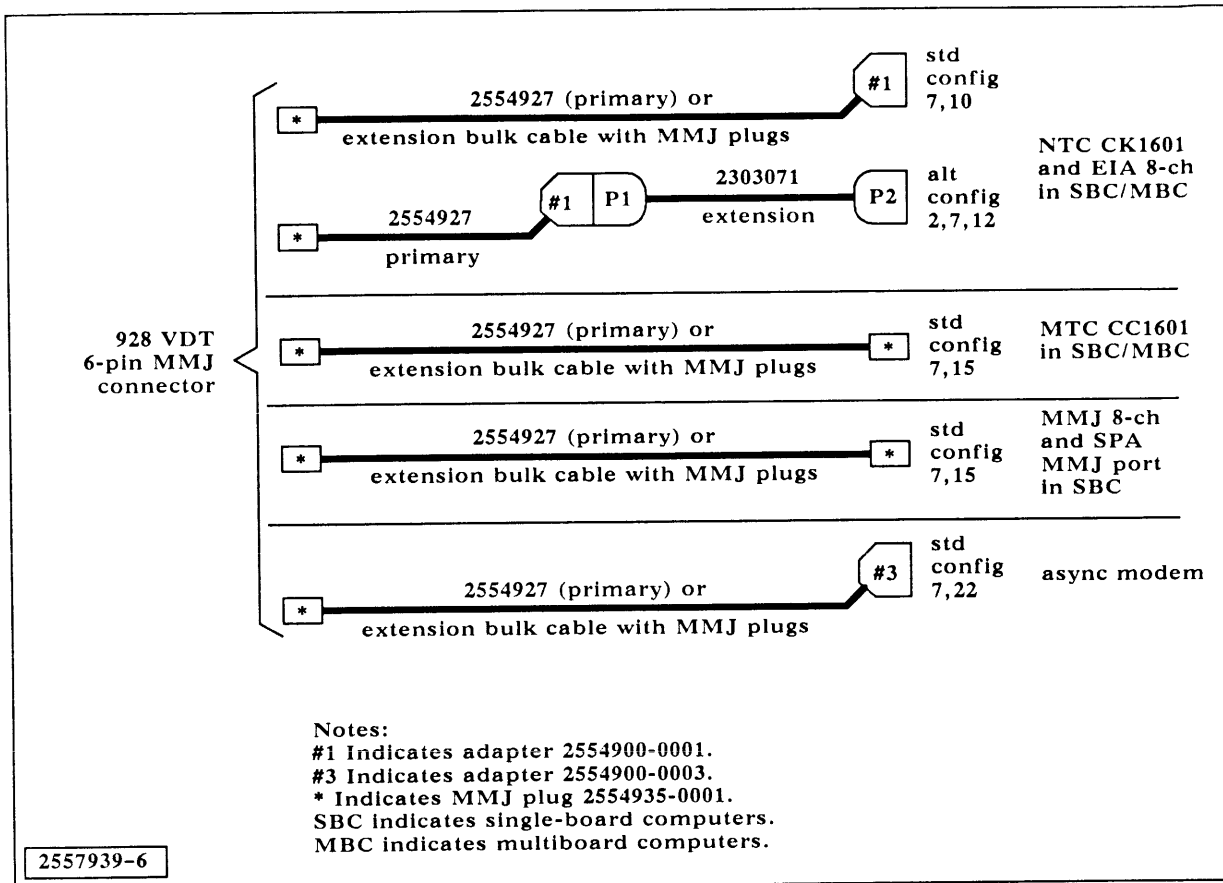 928 VDT
6-pin MMJ
connector
*
2554927 (primary) or
extension bulk cable with MMJ plugs
#1
std
config
7,10
*
2554927
primary
#1
P1
2303071
extension
P2
alt
config
2,7,12
NTC CK1601
and EIA 8-ch
in SBC/MBC
*
2554927 (primary) or
extension bulk cable with MMJ plugs
*
std
config
7,15
MTC CC1601
in SBC/MBC
*
2554927 (primary) or
extension bulk cable with MMJ plugs
*
std
config
7,15
MMJ 8-ch
and SPA
MMJ port
in SBC
*
2554927 (primary) or
extension bulk cable with MMJ plugs
#3
std
config
7,22
async modem
Notes:
#1 Indicates adapter 2554900-0001.
#3 Indicates adapter 2554900-0003.
* Indicates MMJ plug 2554935-0001.
SBC indicates single-board computers.
MBC indicates multiboard computers.
2557939-6